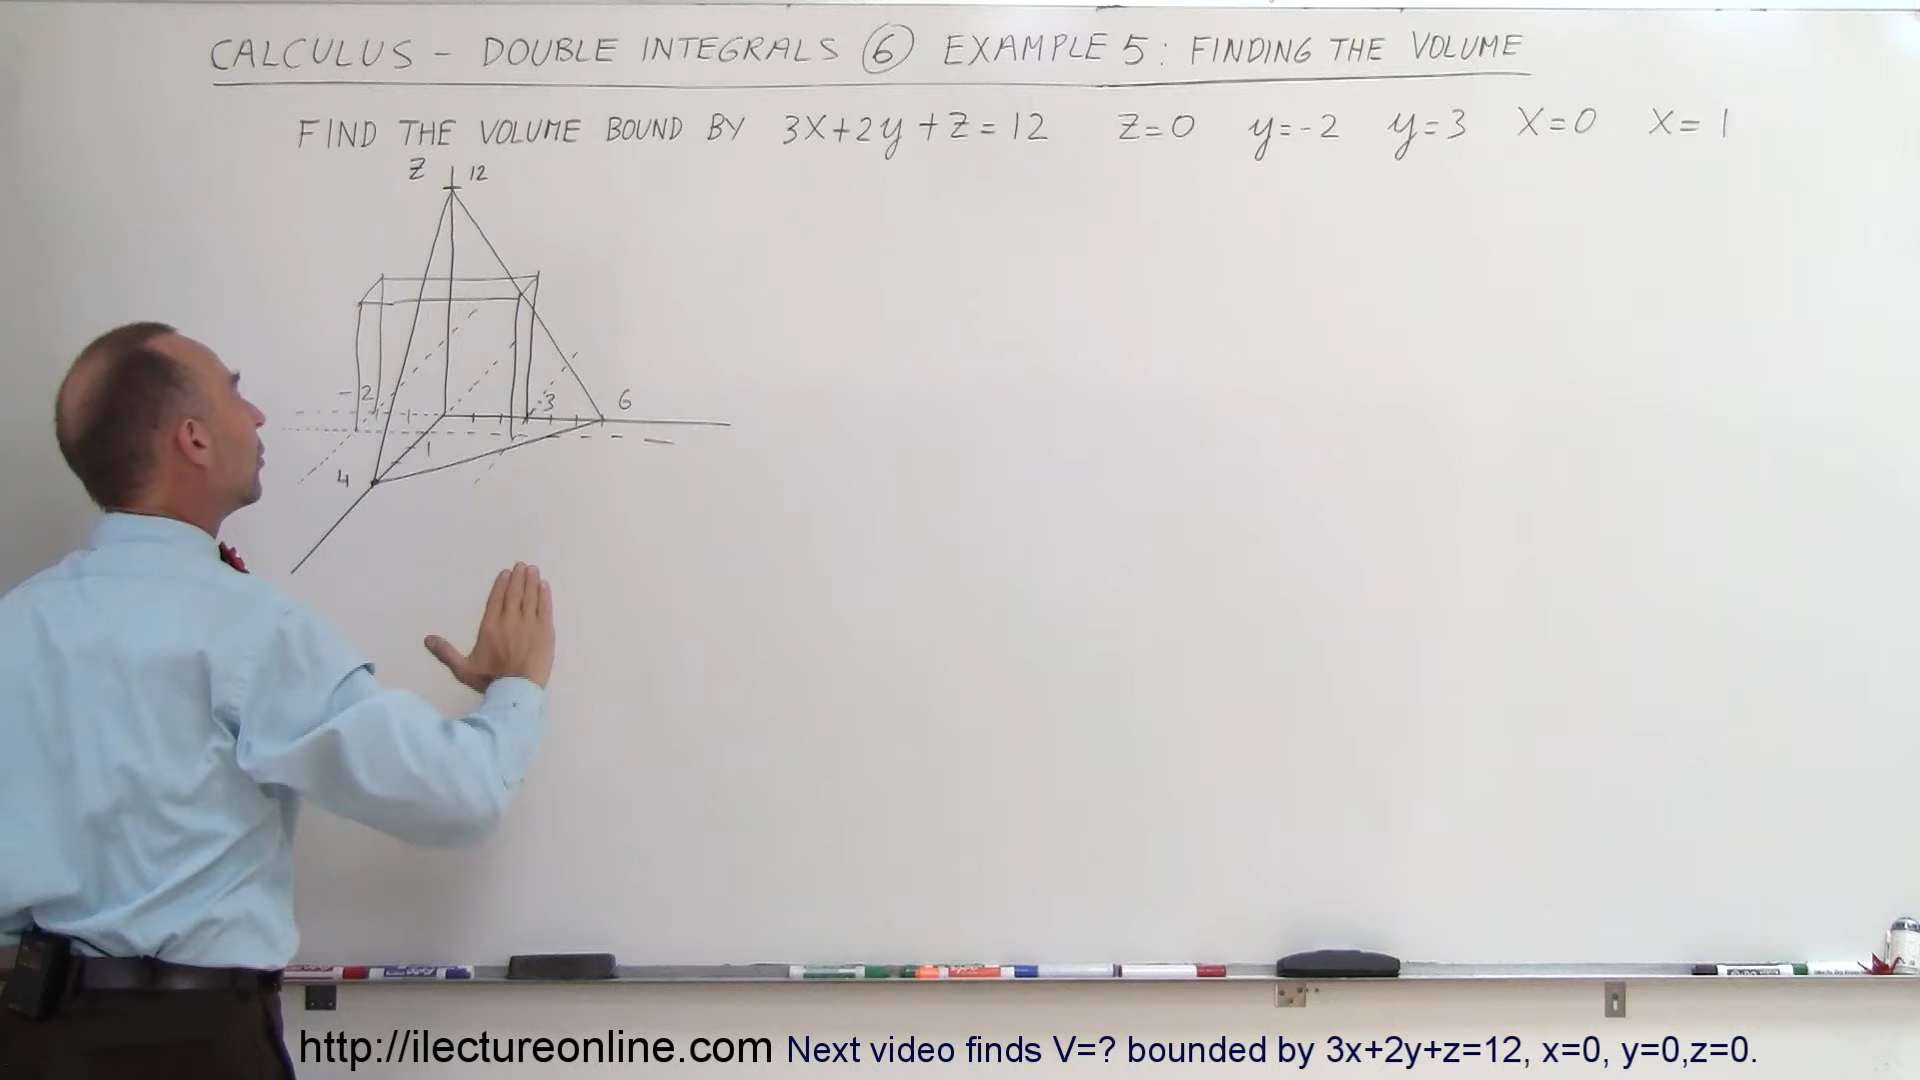 CALCULUS - DOUBLE INTEGRALS 6 EXAMPLE 5: FINDING THE VOLUME
FIND THE VOLUME BOUND BY 3X+2y+Z=12 Z=0 y=-2 y=3 X=0 X=1
Z 12
-2
3
6
1
4
http://ilectureonline.com Next video finds V=? bounded by 3x+2y+z=12, x=0, y=0,z=0.